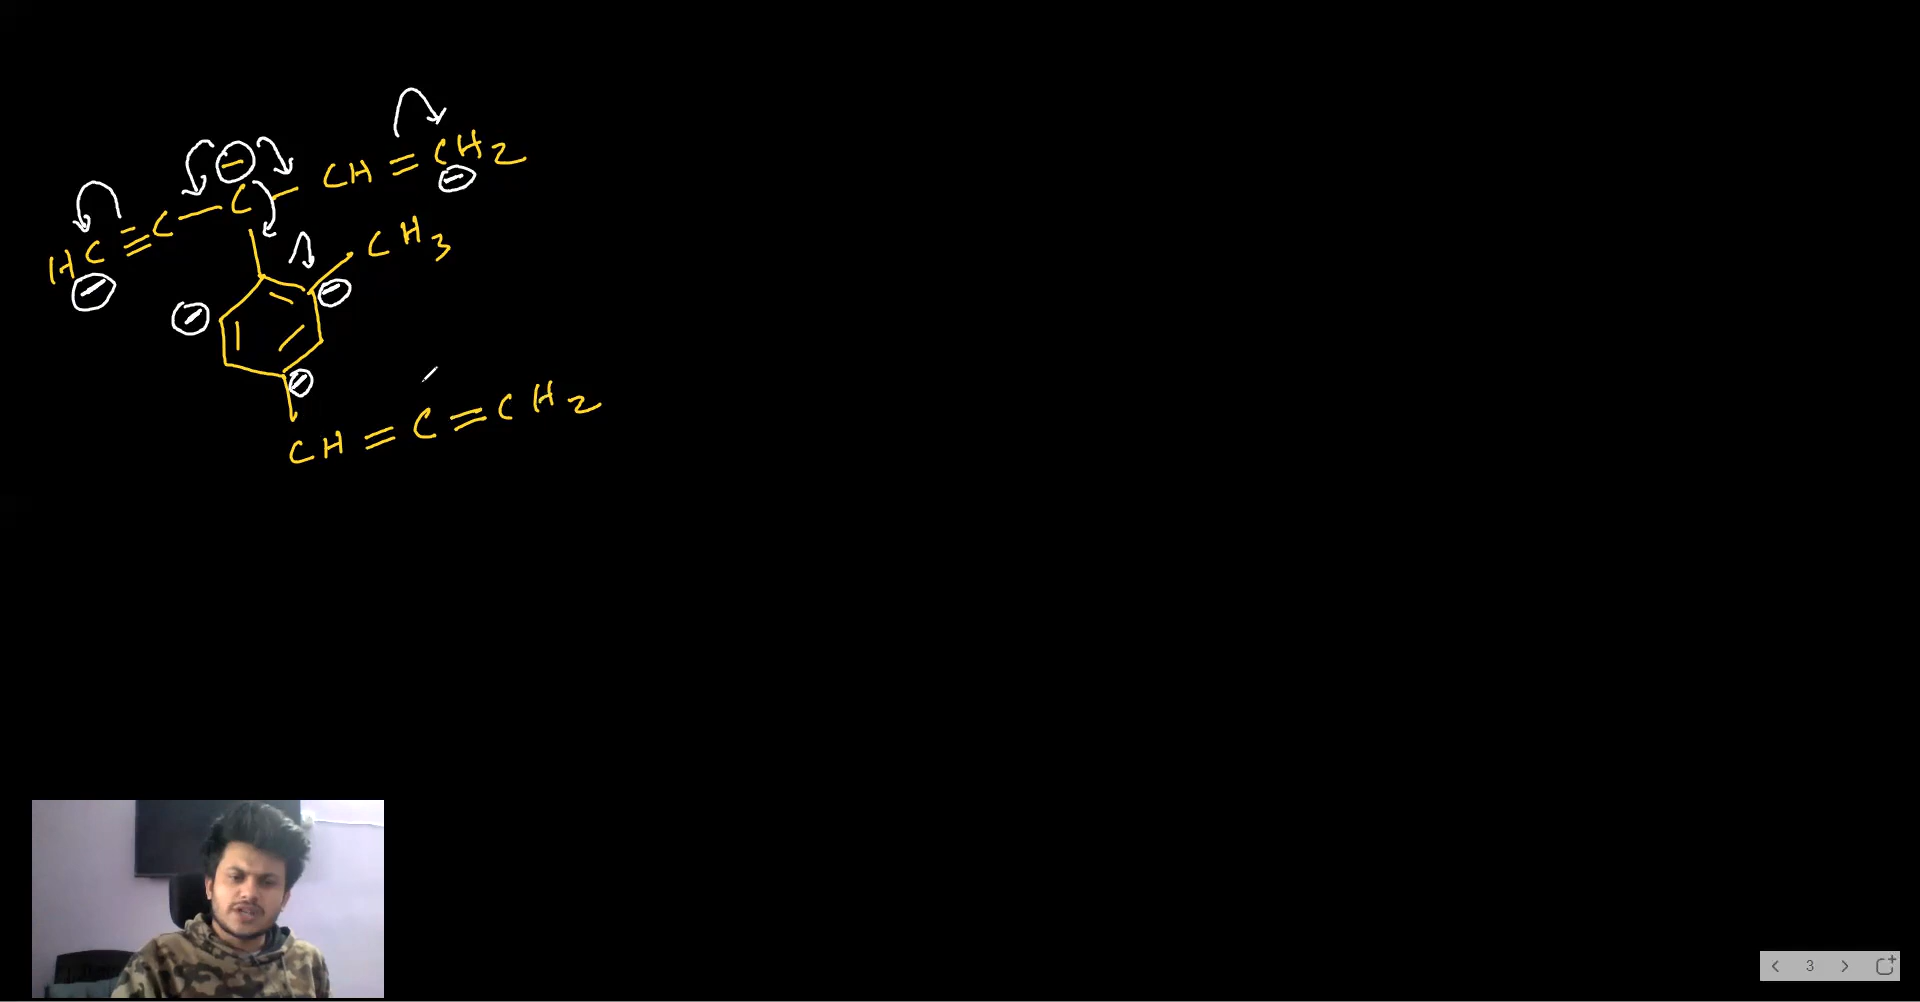 HC≡C—C—CH=CH2
⊖ ⊖ ⊖
CH3
⊖ ⊖
⊖
CH=C=CH2
3